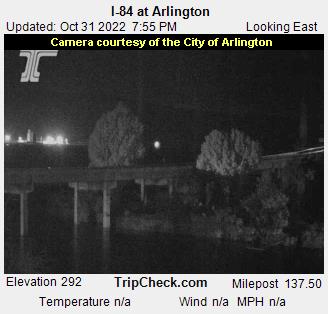 I-84 at Arlington
Updated: Oct 31 2022 7:55 PM Looking East
Camera courtesy of the City of Arlington
Elevation 292 TripCheck.com Milepost 137.50
Temperature n/a Wind n/a MPH n/a